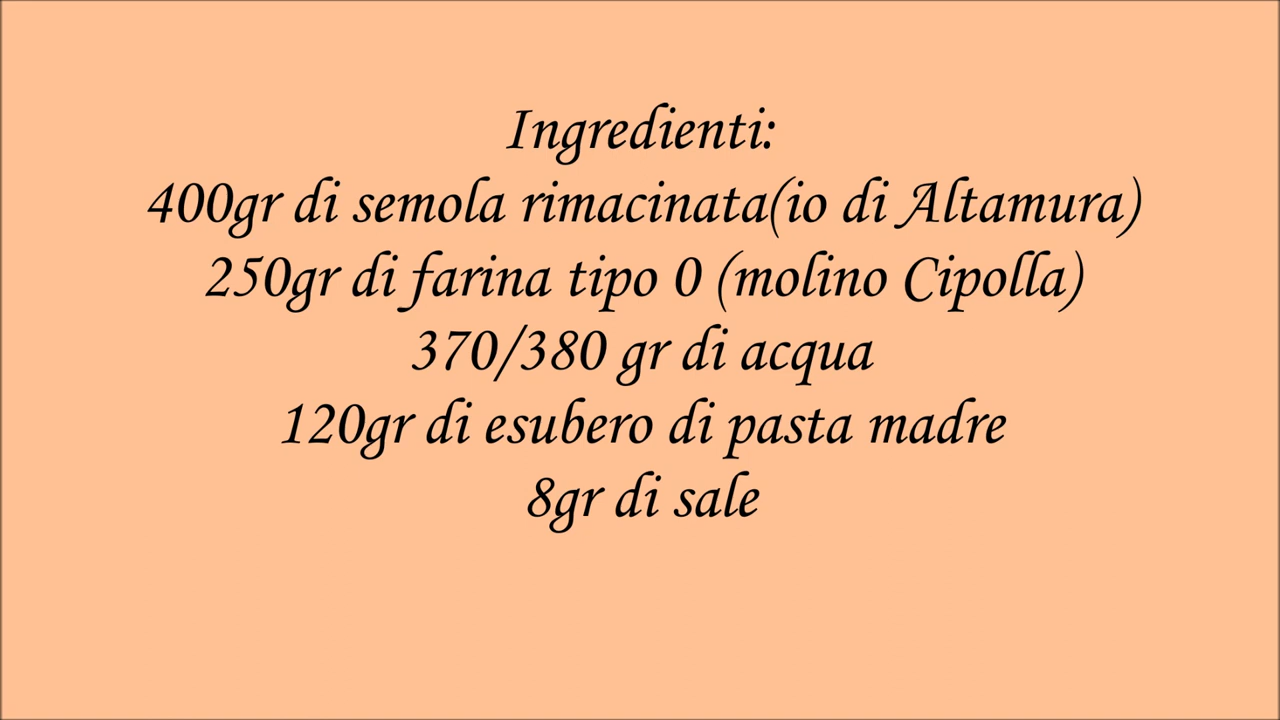 Ingredienti:
400gr di semola rimacinata(io di Altamura)
250gr di farina tipo 0 (molino Cipolla)
370/380 gr di acqua
120gr di esubero di pasta madre
8gr di sale